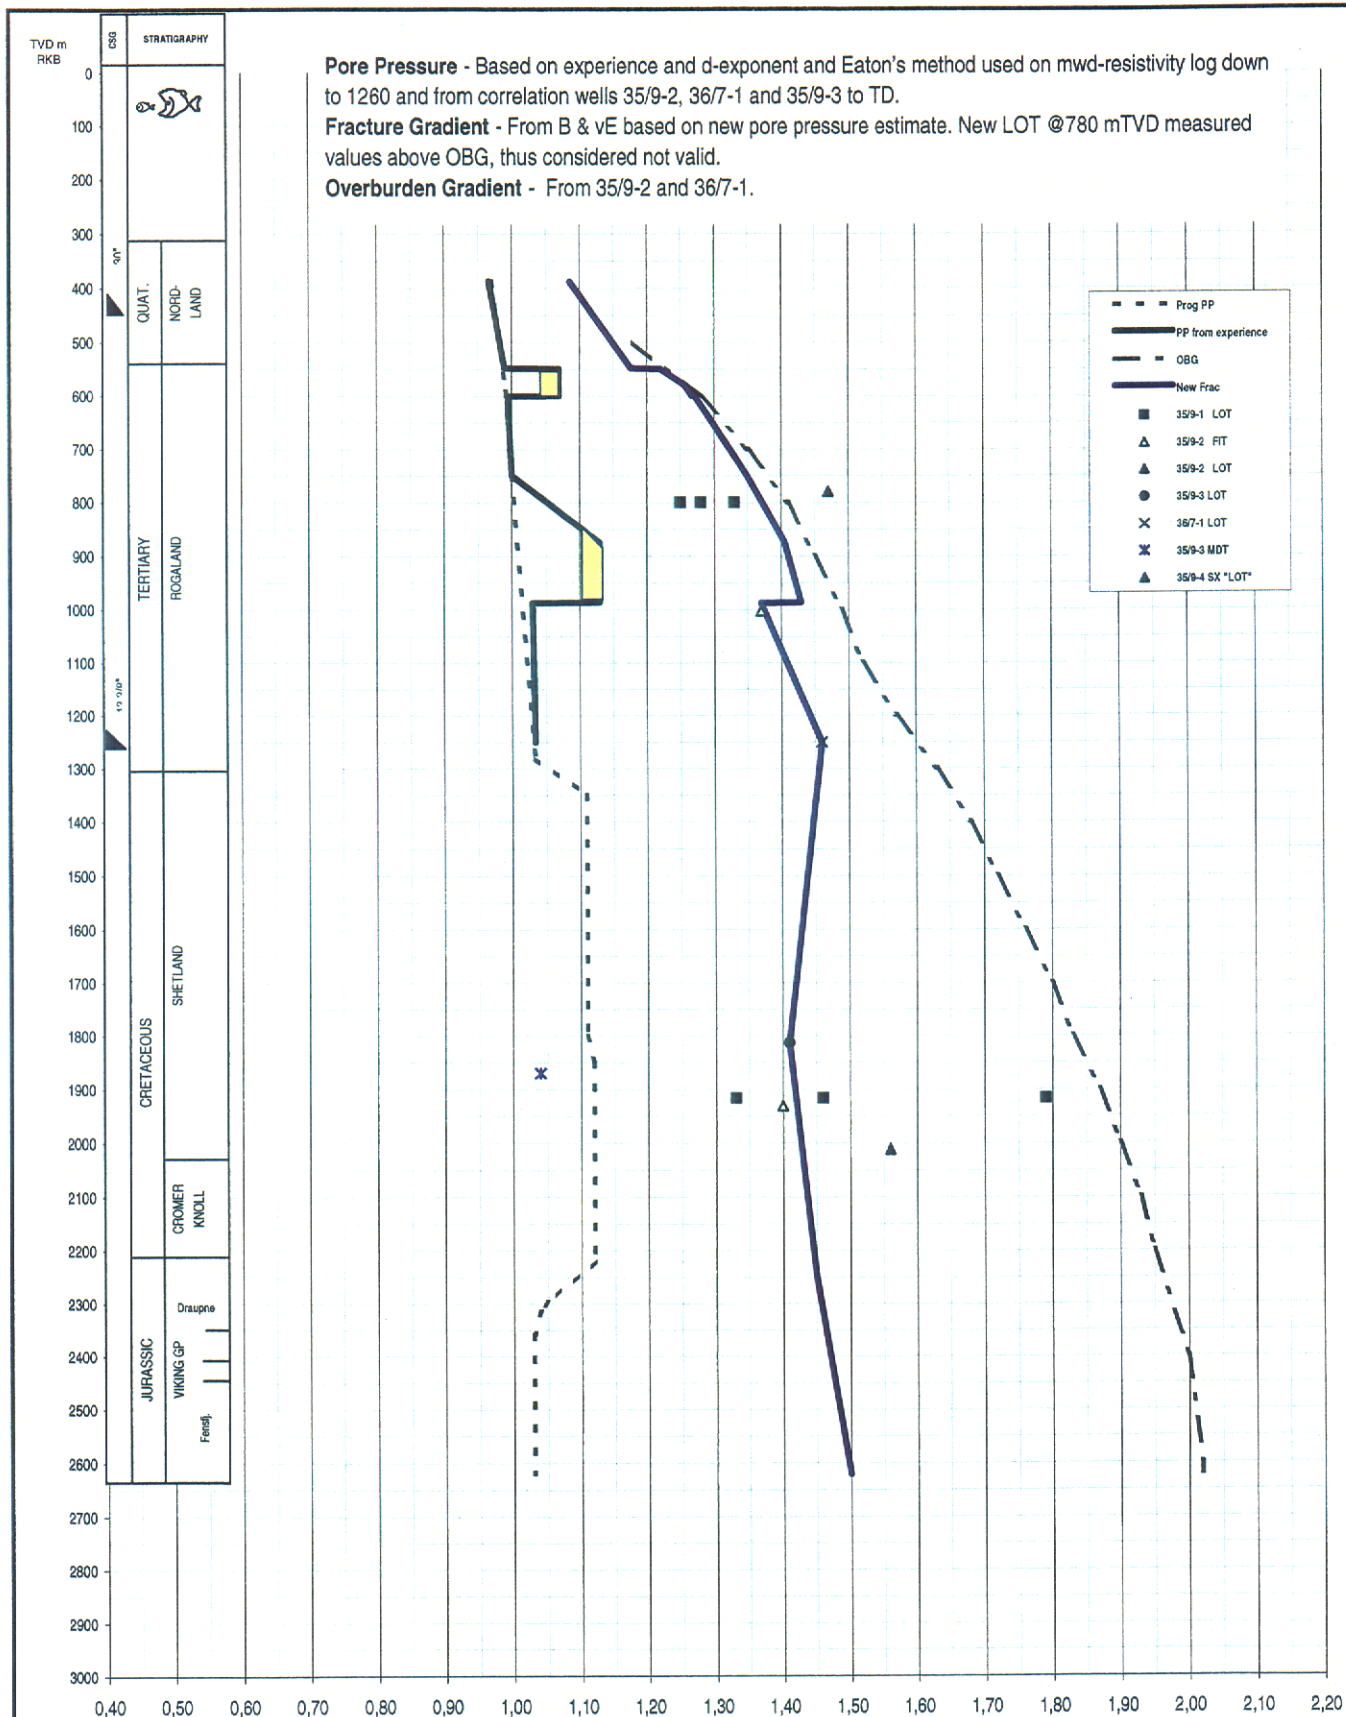 TVD m
RKB
CSG
STRATIGRAPHY
Pore Pressure - Based on experience and d-exponent and Eaton's method used on mwd-resistivity log down
to 1260 and from correlation wells 35/9-2, 36/7-1 and 35/9-3 to TD.
Fracture Gradient - From B & vE based on new pore pressure estimate. New LOT @780 mTVD measured
values above OBG, thus considered not valid.
Overburden Gradient - From 35/9-2 and 36/7-1.
0
100
200
300
400
500
600
700
800
900
1000
1100
1200
1300
1400
1500
1600
1700
1800
1900
2000
2100
2200
2300
2400
2500
2600
2700
2800
2900
3000
30"
QUAT.
NORD-
LAND
TERTIARY
ROGALAND
CRETACEOUS
SHETLAND
CROMER
KNOLL
JURASSIC
VIKING GP
Draupne
Fensfj.
Prog PP
PP from experience
OBG
New Frac
35/9-1 LOT
35/9-2 FIT
35/9-2 LOT
35/9-3 LOT
36/7-1 LOT
35/9-3 MDT
35/9-4 SX "LOT"
0,40 0,50 0,60 0,70 0,80 0,90 1,00 1,10 1,20 1,30 1,40 1,50 1,60 1,70 1,80 1,90 2,00 2,10 2,20